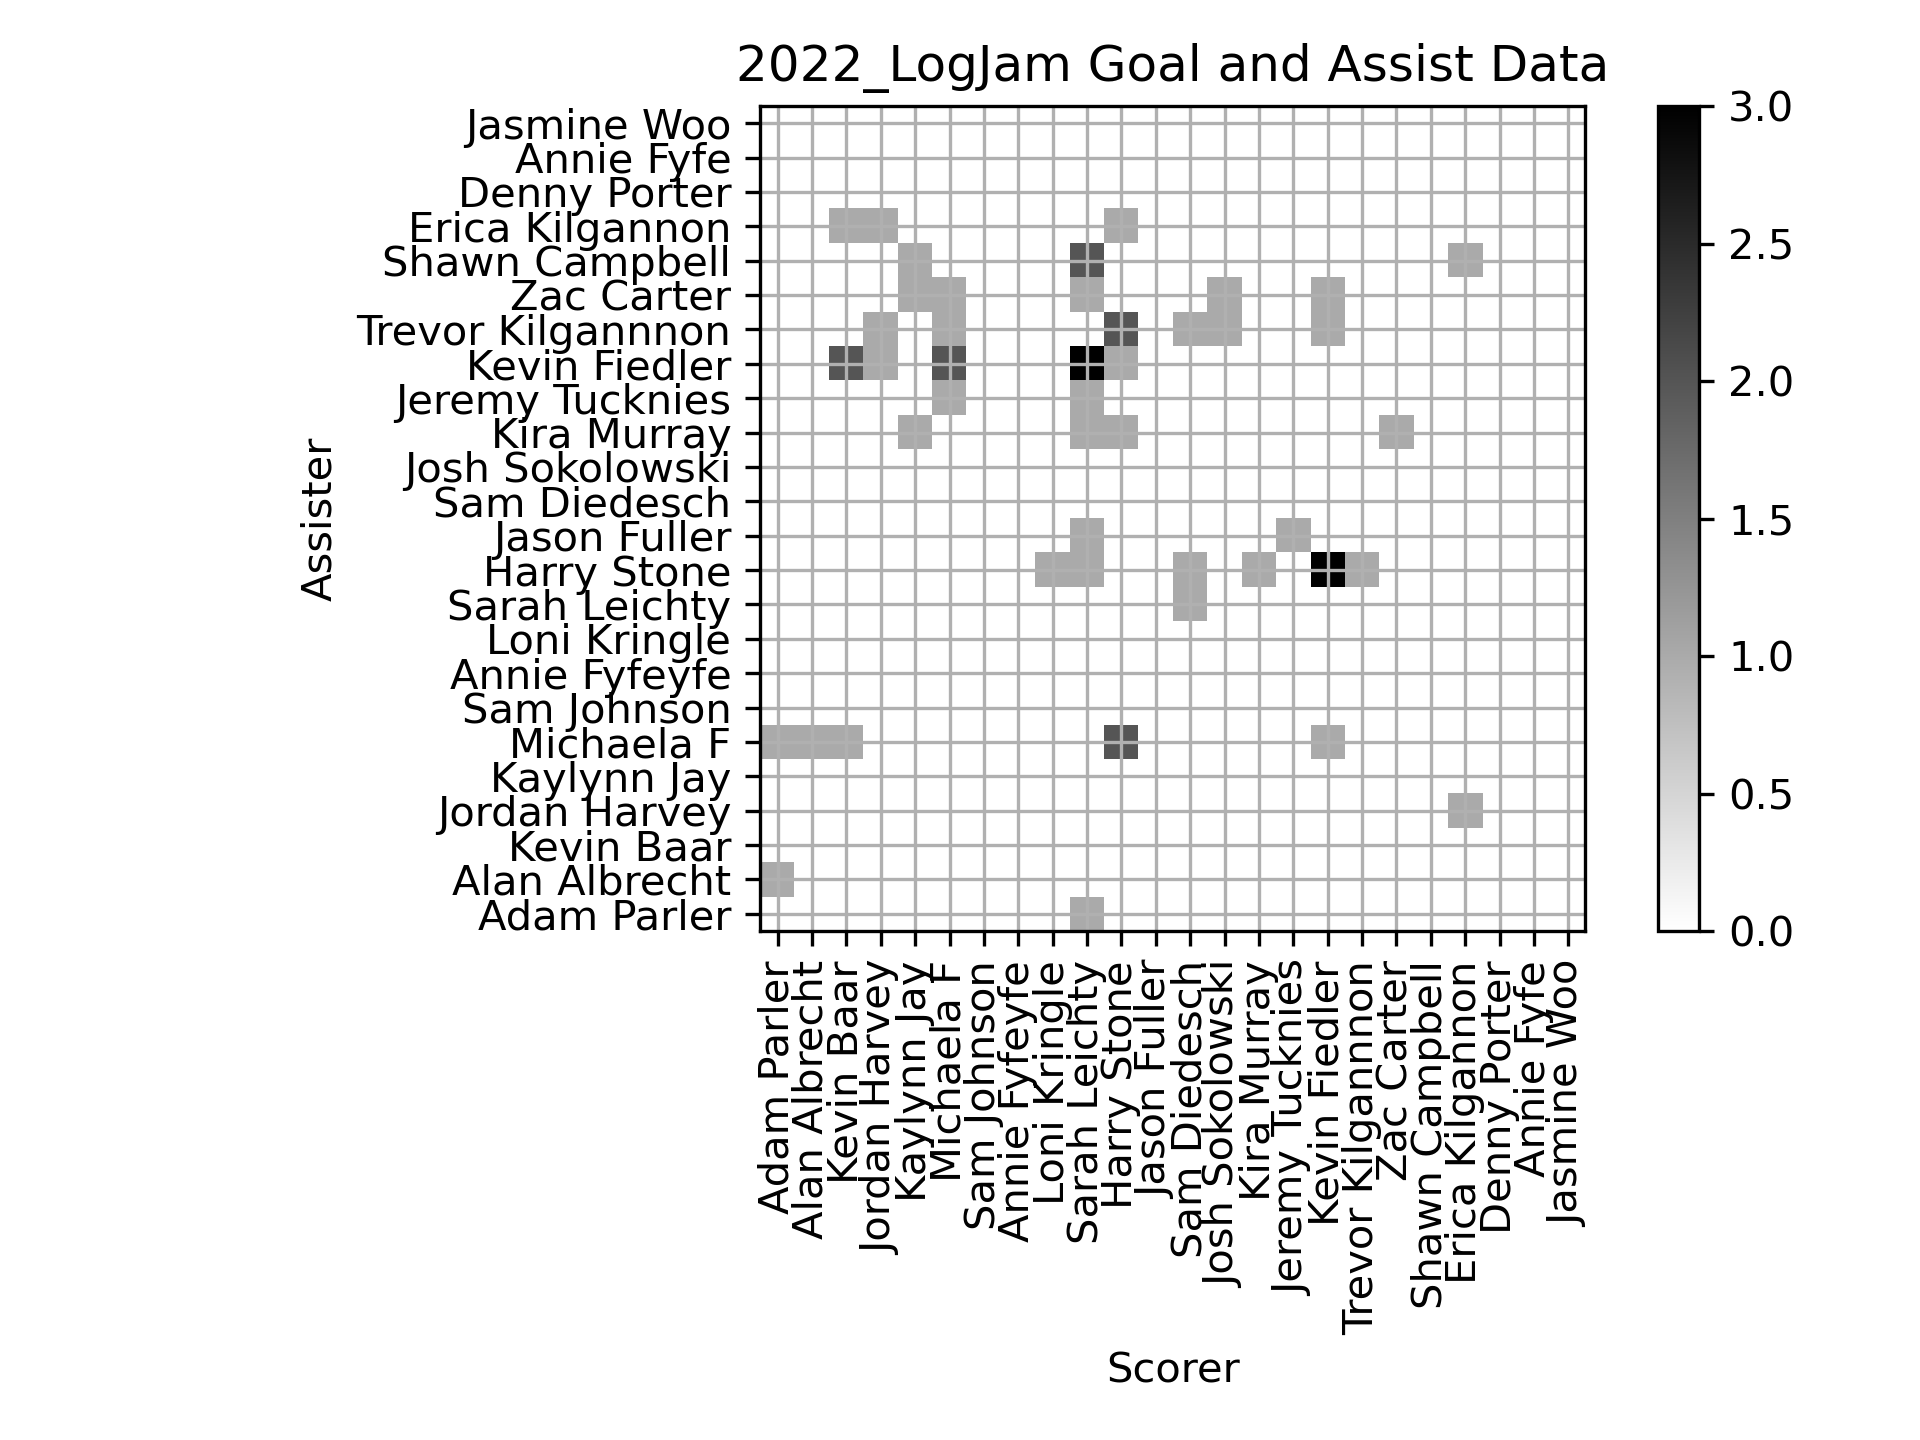 2022_LogJam Goal and Assist Data
Assister
Jasmine Woo
Annie Fyfe
Denny Porter
Erica Kilgannon
Shawn Campbell
Zac Carter
Trevor Kilgannnon
Kevin Fiedler
Jeremy Tucknies
Kira Murray
Josh Sokolowski
Sam Diedesch
Jason Fuller
Harry Stone
Sarah Leichty
Loni Kringle
Annie Fyfeyfe
Sam Johnson
Michaela F
Kaylynn Jay
Jordan Harvey
Kevin Baar
Alan Albrecht
Adam Parler
Adam Parler
Alan Albrecht
Kevin Baar
Jordan Harvey
Kaylynn Jay
Michaela F
Sam Johnson
Annie Fyfeyfe
Loni Kringle
Sarah Leichty
Harry Stone
Jason Fuller
Sam Diedesch
Josh Sokolowski
Kira Murray
Jeremy Tucknies
Kevin Fiedler
Trevor Kilgannnon
Zac Carter
Shawn Campbell
Erica Kilgannon
Denny Porter
Annie Fyfe
Jasmine Woo
Scorer
3.0
2.5
2.0
1.5
1.0
0.5
0.0